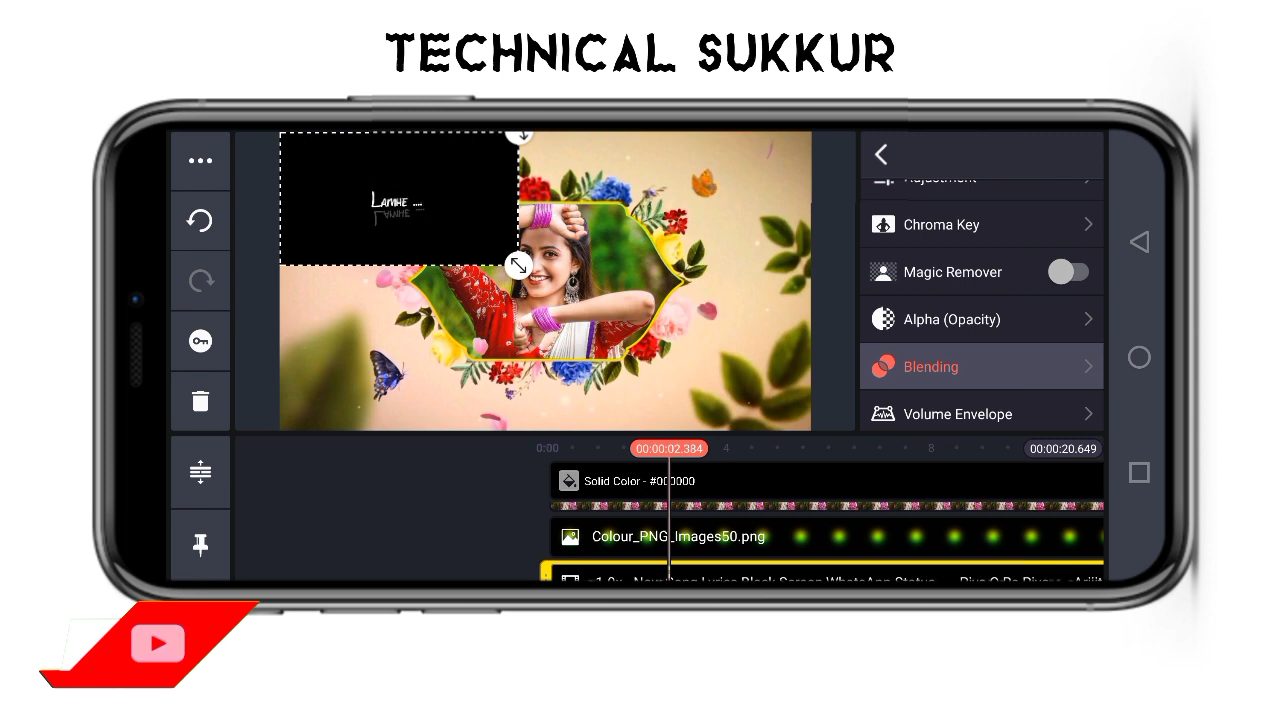 TECHNICAL SUKKUR
LAMHE ....
Chroma Key
Magic Remover
Alpha (Opacity)
Blending
Volume Envelope
0:00
00:00:02.384
4
8
00:00:20.649
Solid Color - #000000
Colour_PNG_Images50.png